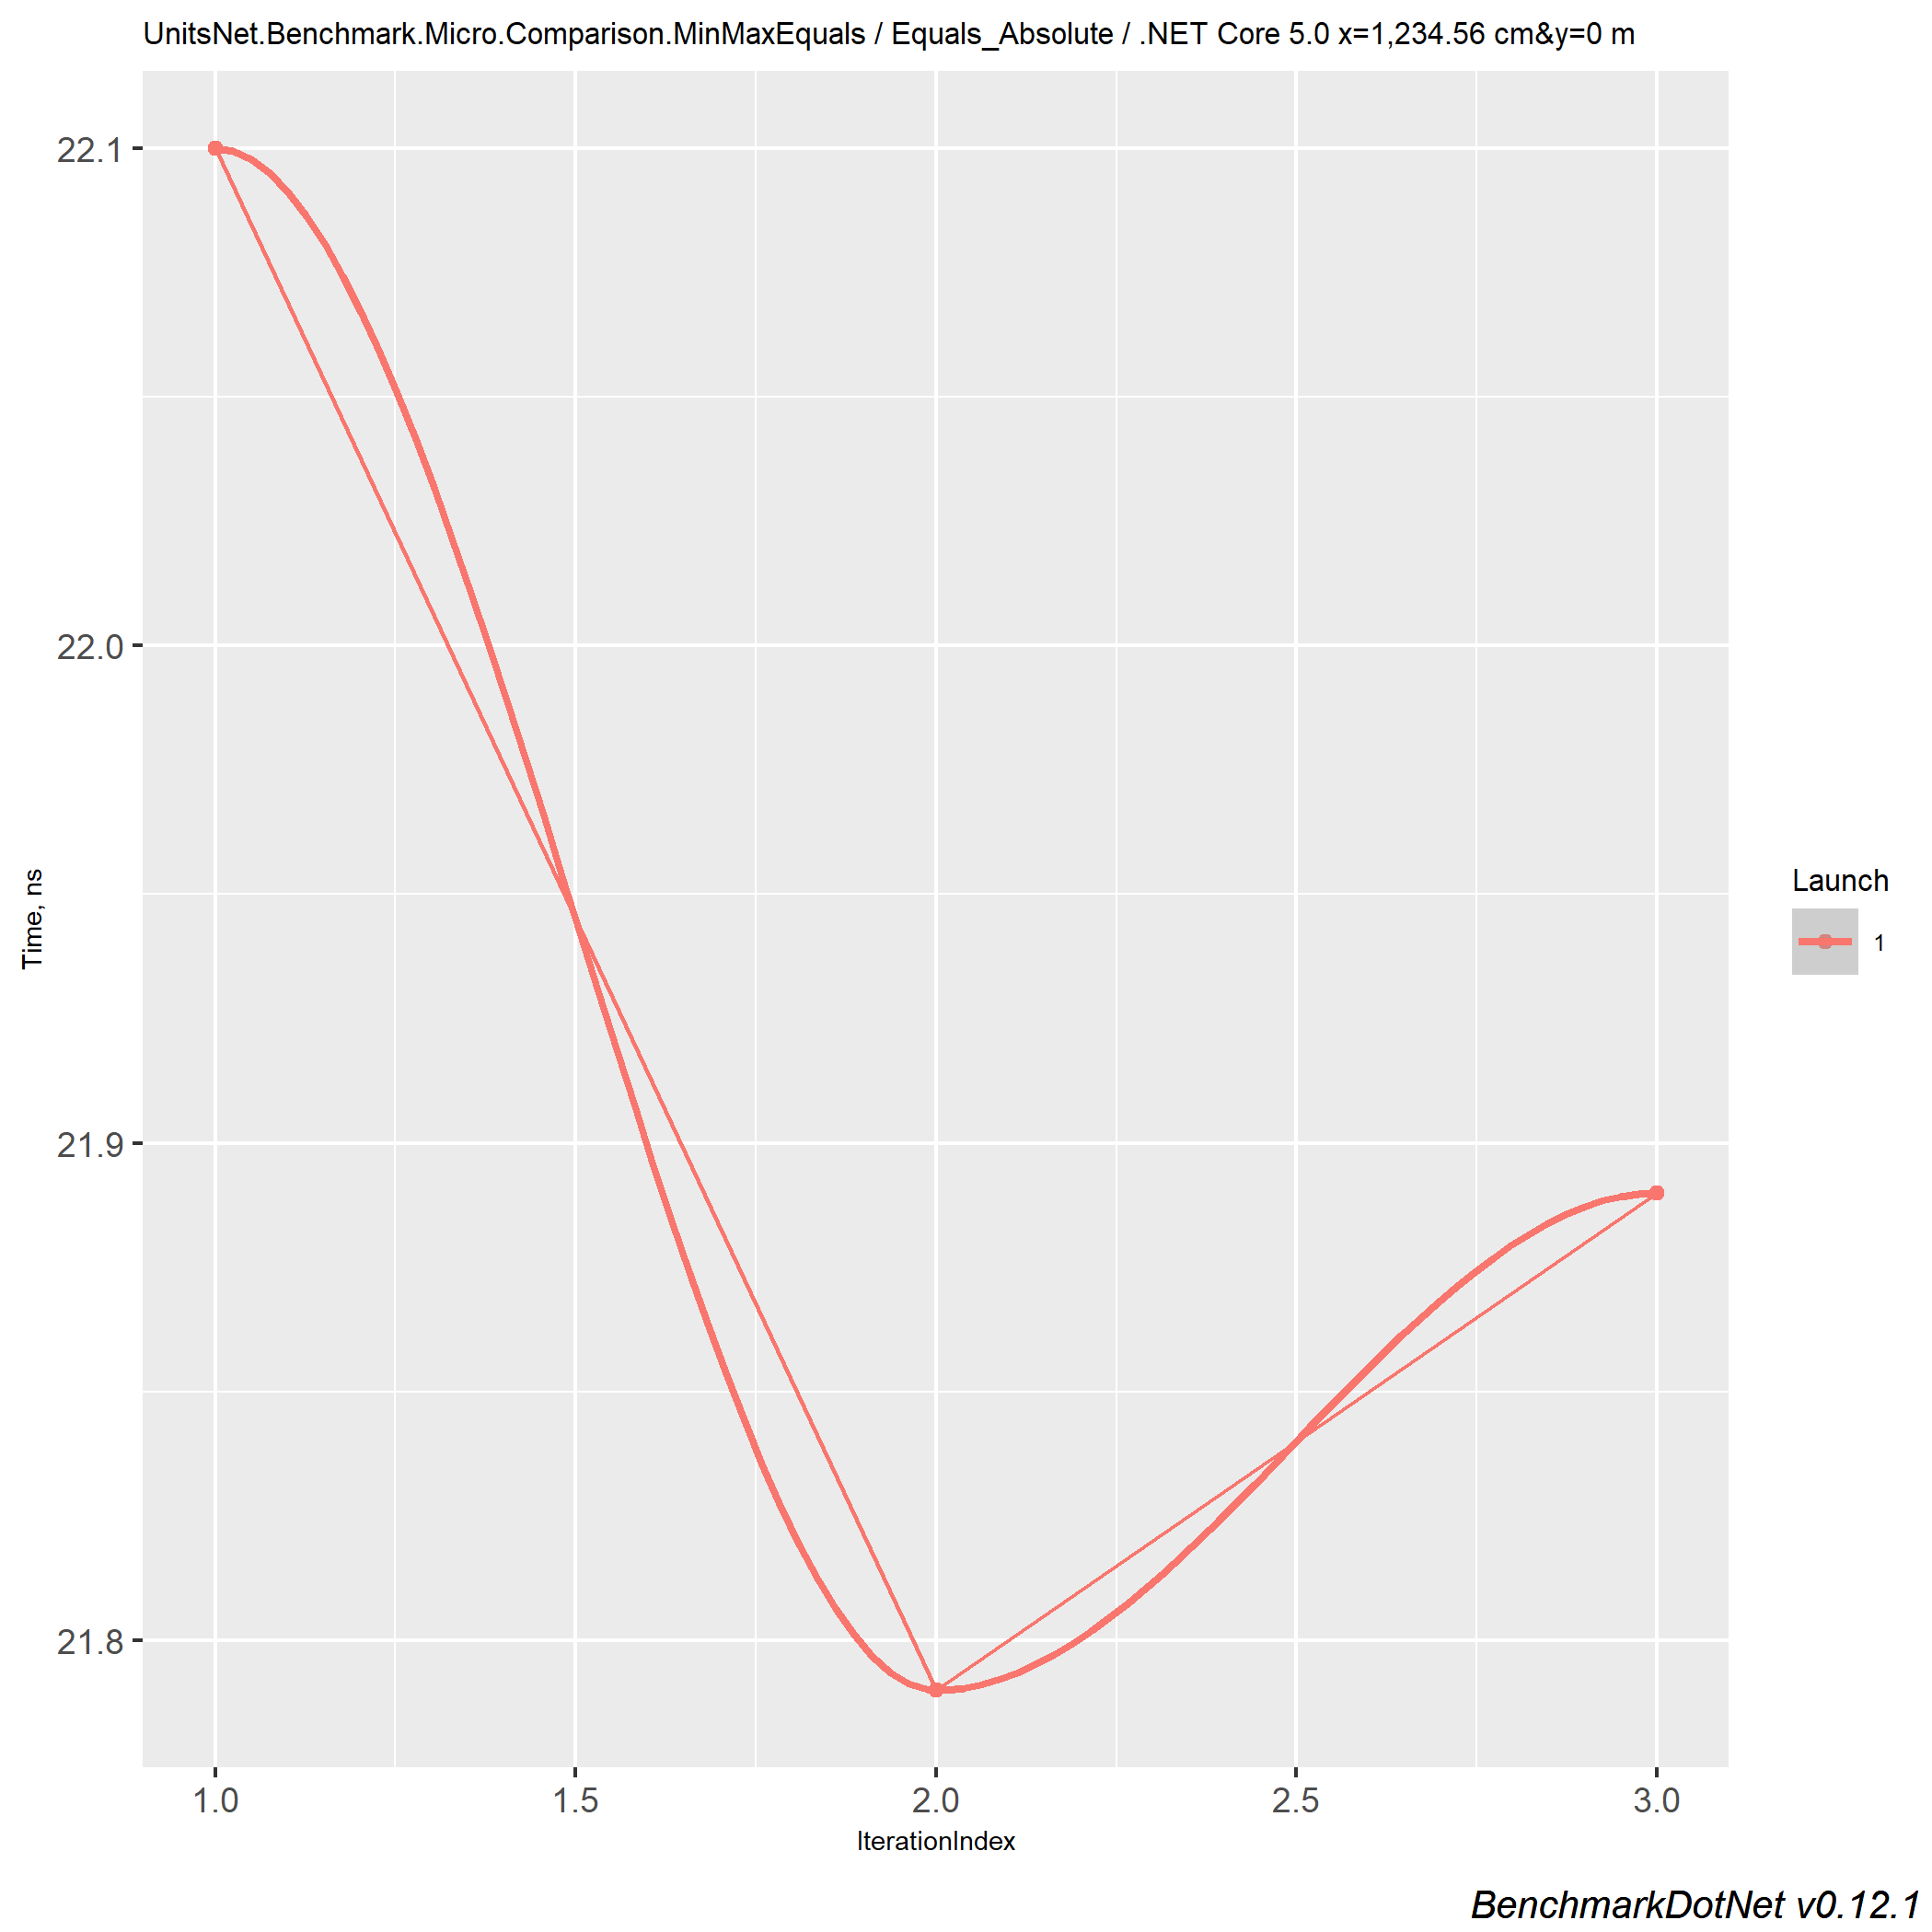 UnitsNet.Benchmark.Micro.Comparison.MinMaxEquals / Equals_Absolute / .NET Core 5.0 x=1,234.56 cm&y=0 m
22.1
22.0
21.9
21.8
Time, ns
1.0 1.5 2.0 2.5 3.0
IterationIndex
Launch
1
BenchmarkDotNet v0.12.1